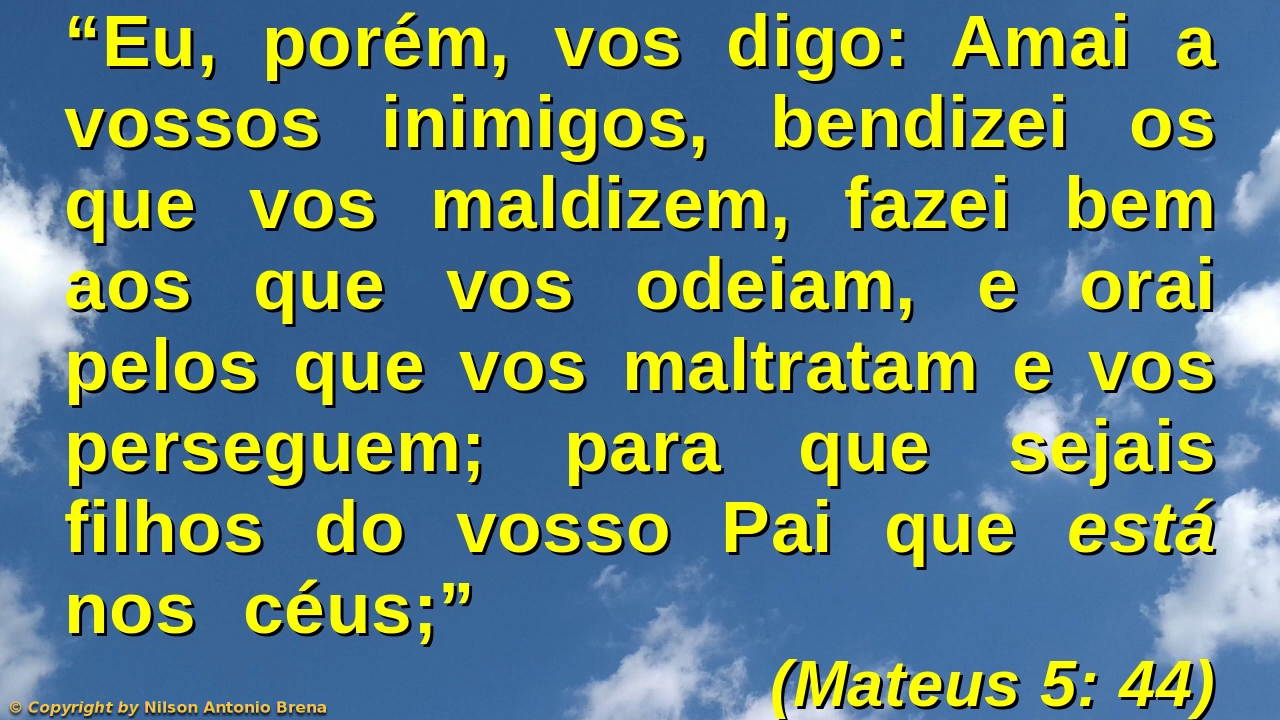 “Eu, porém, vos digo: Amai a
vossos inimigos, bendizei os
que vos maldizem, fazei bem
aos que vos odeiam, e orai
pelos que vos maltratam e vos
perseguem; para que sejais
filhos do vosso Pai que está
nos céus;”
(Mateus 5: 44)
© Copyright by Nilson Antonio Brena